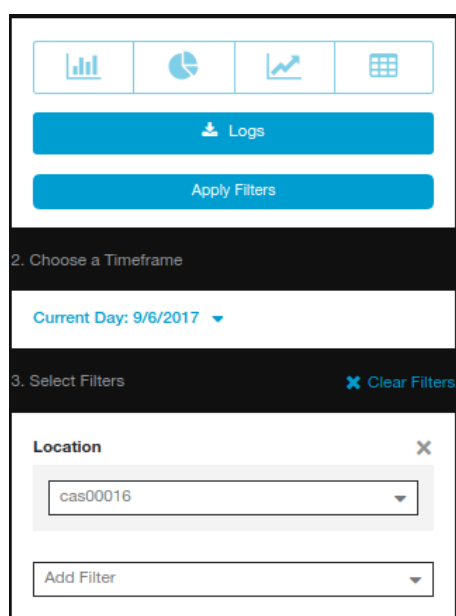 Logs
Apply Filters
2. Choose a Timeframe
Current Day: 9/6/2017
3. Select Filters
Clear Filters
Location
cas00016
Add Filter